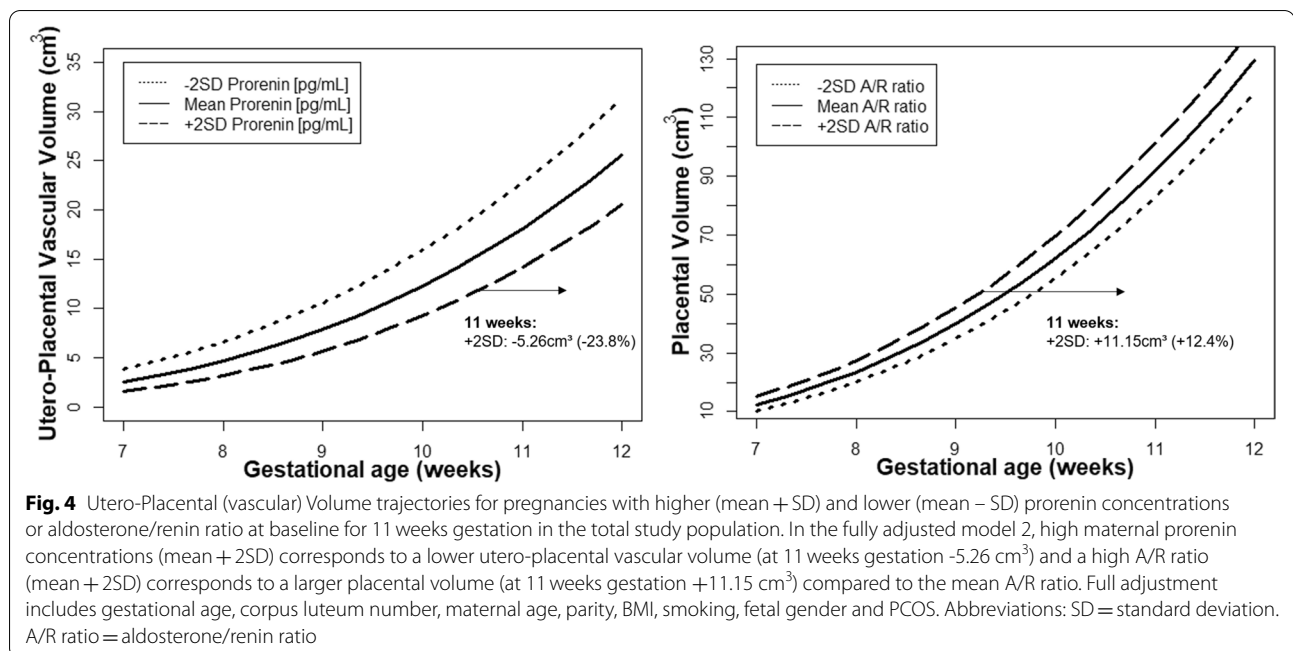 Utero-Placental Vascular Volume (cm³)
35
30
25
20
15
10
5
0
-2SD Prorenin [pg/mL]
Mean Prorenin [pg/mL]
+2SD Prorenin [pg/mL]
11 weeks:
+2SD: -5.26cm³ (-23.8%)
7 8 9 10 11 12
Gestational age (weeks)
Placental Volume (cm³)
130
110
90
70
50
30
10
-2SD A/R ratio
Mean A/R ratio
+2SD A/R ratio
11 weeks:
+2SD: +11.15cm³ (+12.4%)
7 8 9 10 11 12
Gestational age (weeks)
Fig. 4 Utero-Placental (vascular) Volume trajectories for pregnancies with higher (mean + SD) and lower (mean – SD) prorenin concentrations
or aldosterone/renin ratio at baseline for 11 weeks gestation in the total study population. In the fully adjusted model 2, high maternal prorenin
concentrations (mean + 2SD) corresponds to a lower utero-placental vascular volume (at 11 weeks gestation -5.26 cm³) and a high A/R ratio
(mean + 2SD) corresponds to a larger placental volume (at 11 weeks gestation +11.15 cm³) compared to the mean A/R ratio. Full adjustment
includes gestational age, corpus luteum number, maternal age, parity, BMI, smoking, fetal gender and PCOS. Abbreviations: SD = standard deviation.
A/R ratio = aldosterone/renin ratio